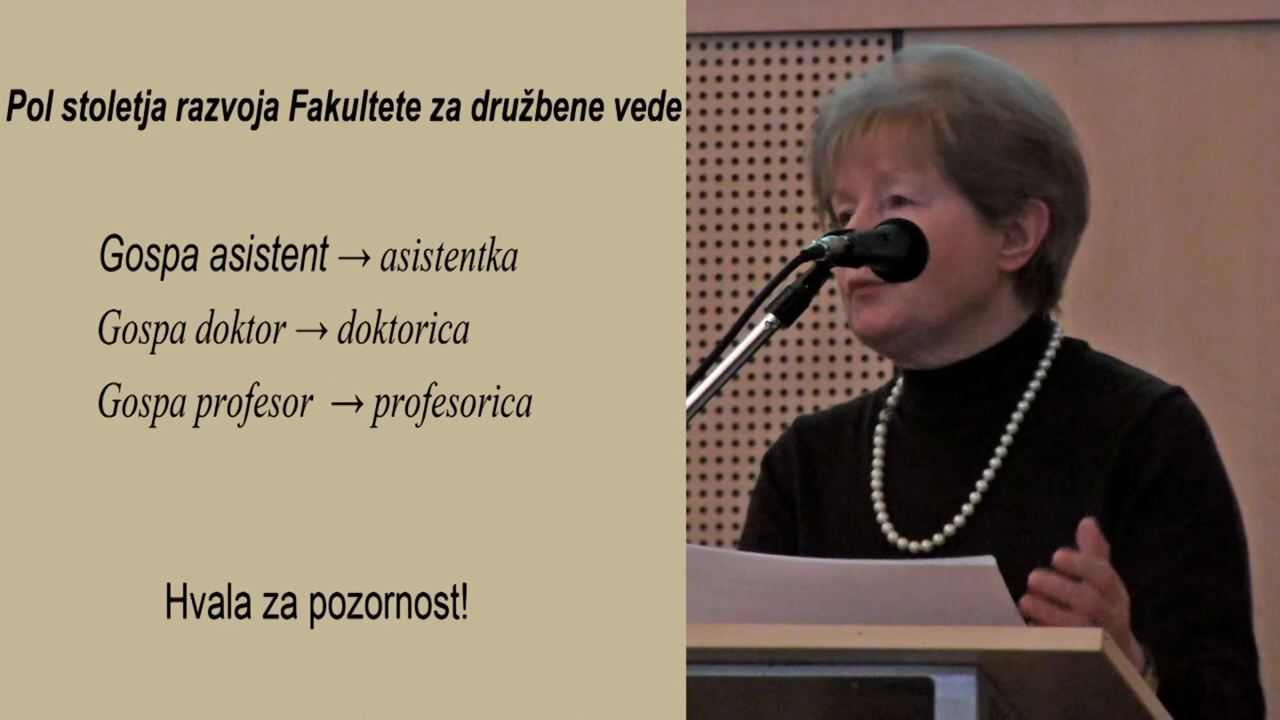 Pol stoletja razvoja Fakultete za družbene vede
Gospa asistent → asistentka
Gospa doktor → doktorica
Gospa profesor → profesorica
Hvala za pozornost!